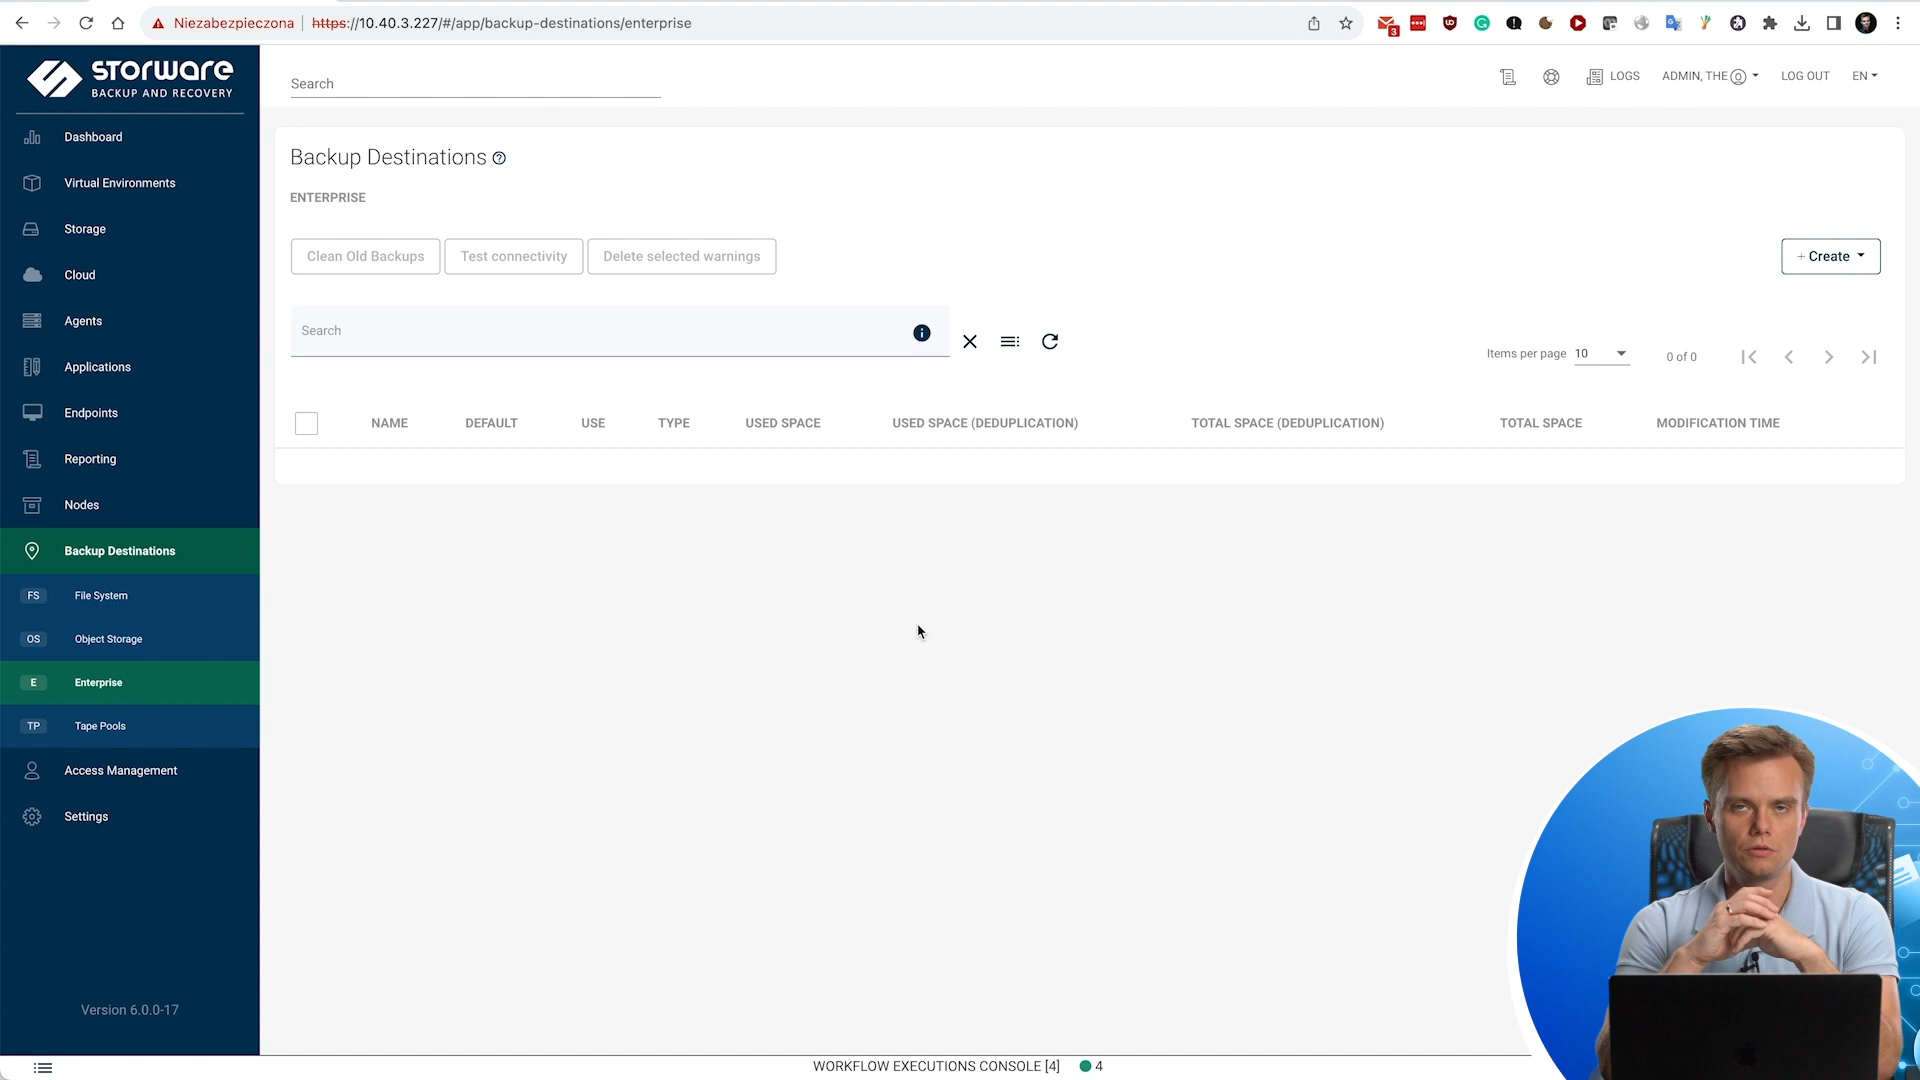 Niezabezpieczona
https://10.40.3.227/#/app/backup-destinations/enterprise
3
STORWARE
BACKUP AND RECOVERY
Search
LOGS
ADMIN, THE
LOG OUT
EN
Dashboard
Virtual Environments
Storage
Cloud
Agents
Applications
Endpoints
Reporting
Nodes
Backup Destinations
FS File System
OS Object Storage
E Enterprise
TP Tape Pools
Access Management
Settings
Version 6.0.0-17
Backup Destinations
ENTERPRISE
Clean Old Backups
Test connectivity
Delete selected warnings
+ Create
Search
Items per page 10
0 of 0
NAME
DEFAULT
USE
TYPE
USED SPACE
USED SPACE (DEDUPLICATION)
TOTAL SPACE (DEDUPLICATION)
TOTAL SPACE
MODIFICATION TIME
WORKFLOW EXECUTIONS CONSOLE [4]
4